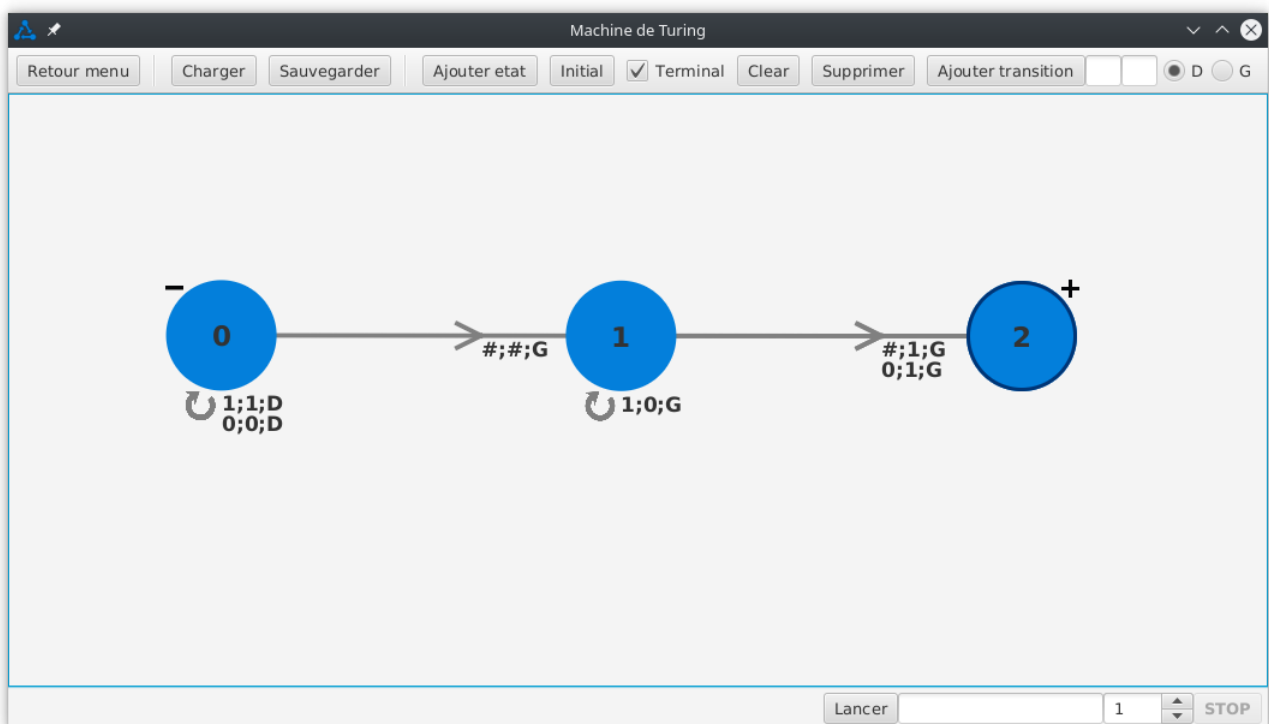 Machine de Turing
Retour menu Charger Sauvegarder Ajouter etat Initial Terminal Clear Supprimer Ajouter transition D G
− +
0 1 2
#;#;G #;1;G
0;1;G
1;1;D 1;0;G
0;0;D
Lancer 1 STOP